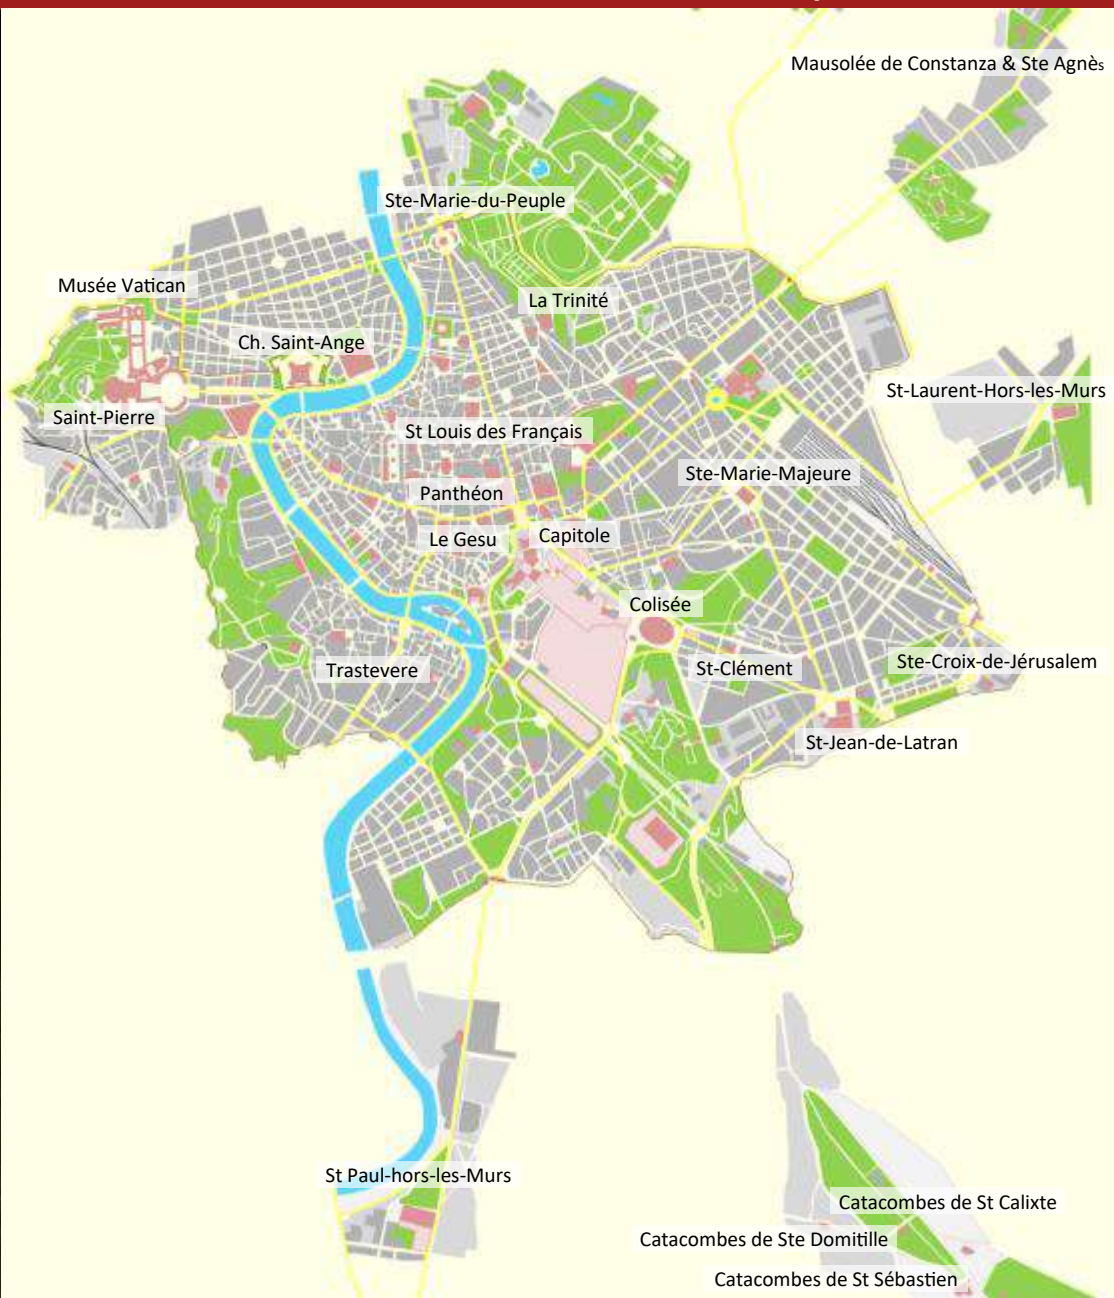 Mausolée de Constanza & Ste Agnès
Ste-Marie-du-Peuple
Musée Vatican
La Trinité
Ch. Saint-Ange
St-Laurent-Hors-les-Murs
Saint-Pierre
St Louis des Français
Ste-Marie-Majeure
Panthéon
Le Gesu
Capitole
Colisée
Ste-Croix-de-Jérusalem
St-Clément
Trastevere
St-Jean-de-Latran
St Paul-hors-les-Murs
Catacombes de St Calixte
Catacombes de Ste Domitille
Catacombes de St Sébastien